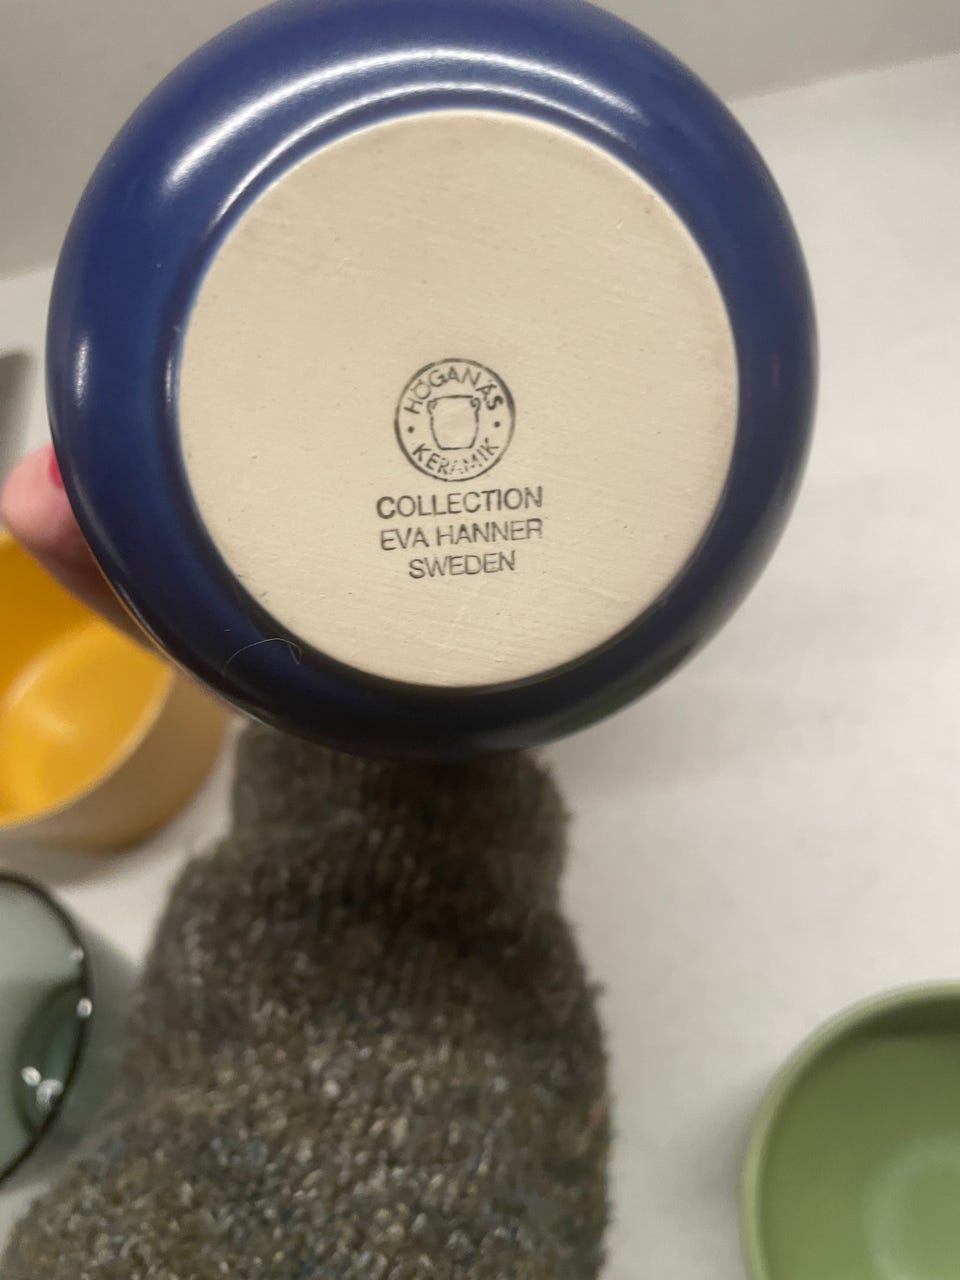 HÖGANÄS
KERAMIK
COLLECTION
EVA HANNER
SWEDEN